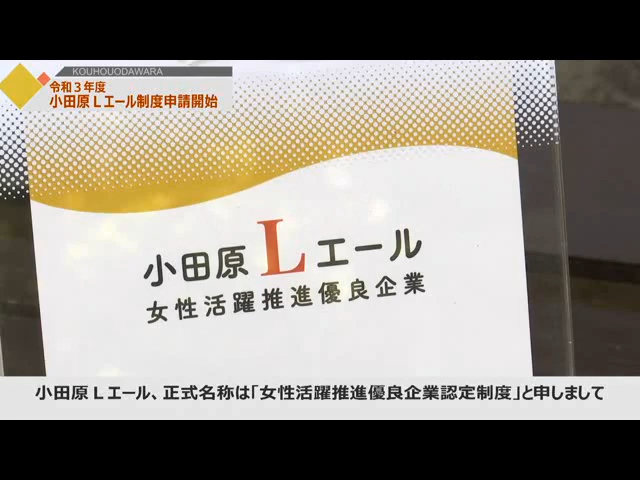 KOUHOUODAWARA
令和3年度
小田原Lエール制度申請開始
小田原Lエール
女性活躍推進優良企業
小田原Lエール、正式名称は「女性活躍推進優良企業認定制度」と申しまして